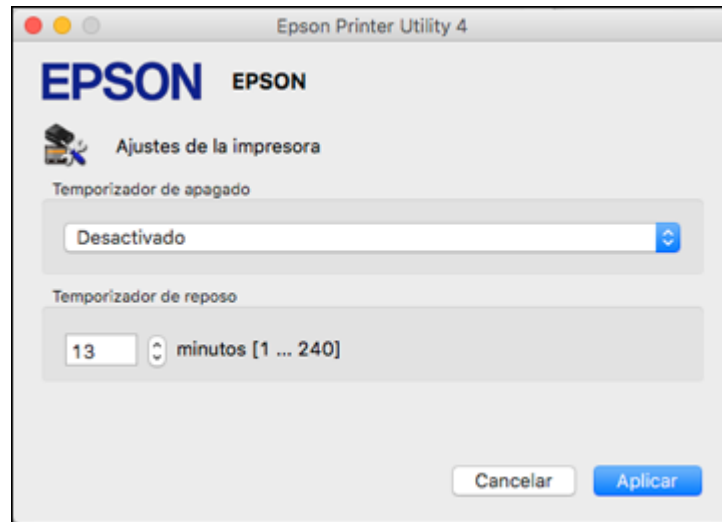 Epson Printer Utility 4
EPSON EPSON
Ajustes de la impresora
Temporizador de apagado
Desactivado
Temporizador de reposo
13 minutos [1 ... 240]
Cancelar Aplicar